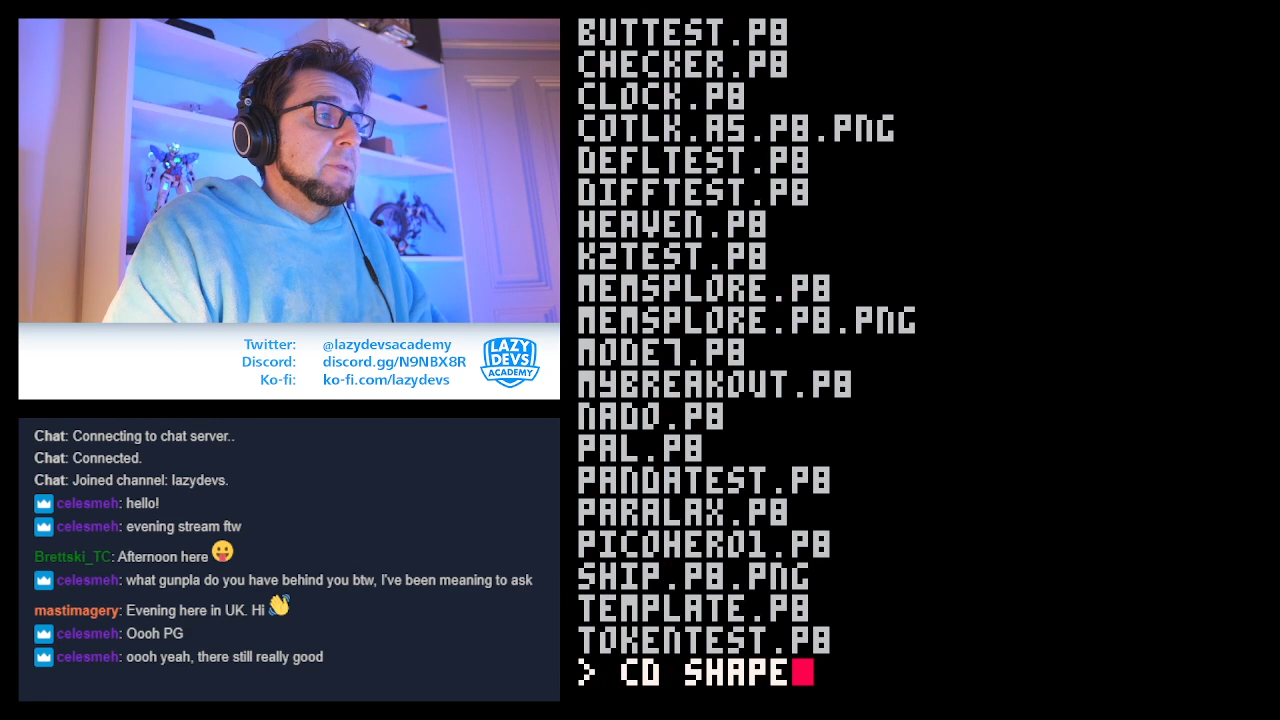 Twitter: @lazydevsacademy
Discord: discord.gg/N9NBX8R
Ko-fi: ko-fi.com/lazydevs
LAZY
DEVS
ACADEMY
Chat: Connecting to chat server..
Chat: Connected.
Chat: Joined channel: lazydevs.
celesmeh: hello!
celesmeh: evening stream ftw
Brettski_TC: Afternoon here 😛
celesmeh: what gunpla do you have behind you btw, I've been meaning to ask
mastimagery: Evening here in UK. Hi 👋
celesmeh: Oooh PG
celesmeh: oooh yeah, there still really good
BUTTEST.P8
CHECKER.P8
CLOCK.P8
COTLK.A5.P8.PNG
DEFLTEST.P8
DIFFTEST.P8
HEAVEN.P8
K2TEST.P8
MEMSPLORE.P8
MEMSPLORE.P8.PNG
MODE7.P8
MYBREAKOUT.P8
NADO.P8
PAL.P8
PANDATEST.P8
PARALAX.P8
PICOHERO1.P8
SHIP.P8.PNG
TEMPLATE.P8
TOKENTEST.P8
> CD SHAPE